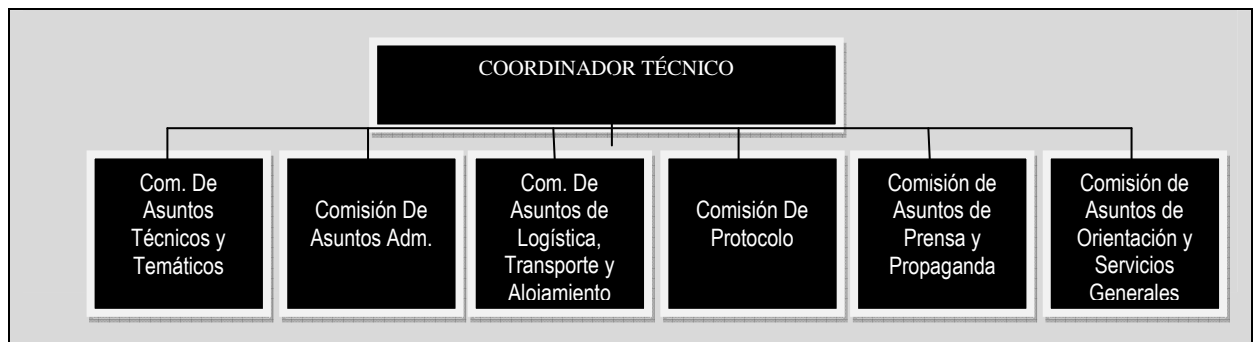 COORDINADOR TÉCNICO
Com. De
Asuntos
Técnicos y
Temáticos
Comisión De
Asuntos Adm.
Com. De
Asuntos de
Logística,
Transporte y
Alojamiento
Comisión De
Protocolo
Comisión de
Asuntos de
Prensa y
Propaganda
Comisión de
Asuntos de
Orientación y
Servicios
Generales